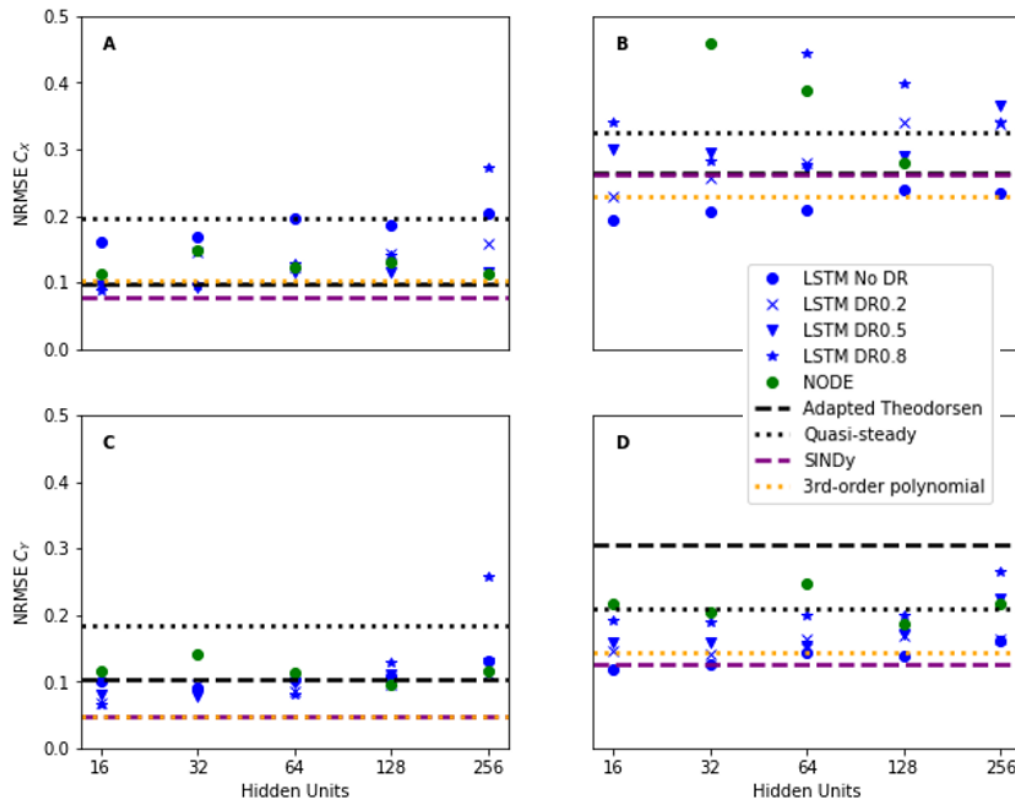 A
B
NRMSE C_X
0.5
0.4
0.3
0.2
0.1
0.0
LSTM No DR
LSTM DR0.2
LSTM DR0.5
LSTM DR0.8
NODE
Adapted Theodorsen
Quasi-steady
SINDy
3rd-order polynomial
C
D
NRMSE C_Y
0.5
0.4
0.3
0.2
0.1
0.0
16 32 64 128 256
Hidden Units
16 32 64 128 256
Hidden Units